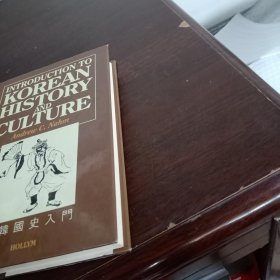 INTRODUCTION TO
KOREAN
HISTORY
AND
CULTURE
Andrew C. Nahm
韓國史入門
HOLLYM